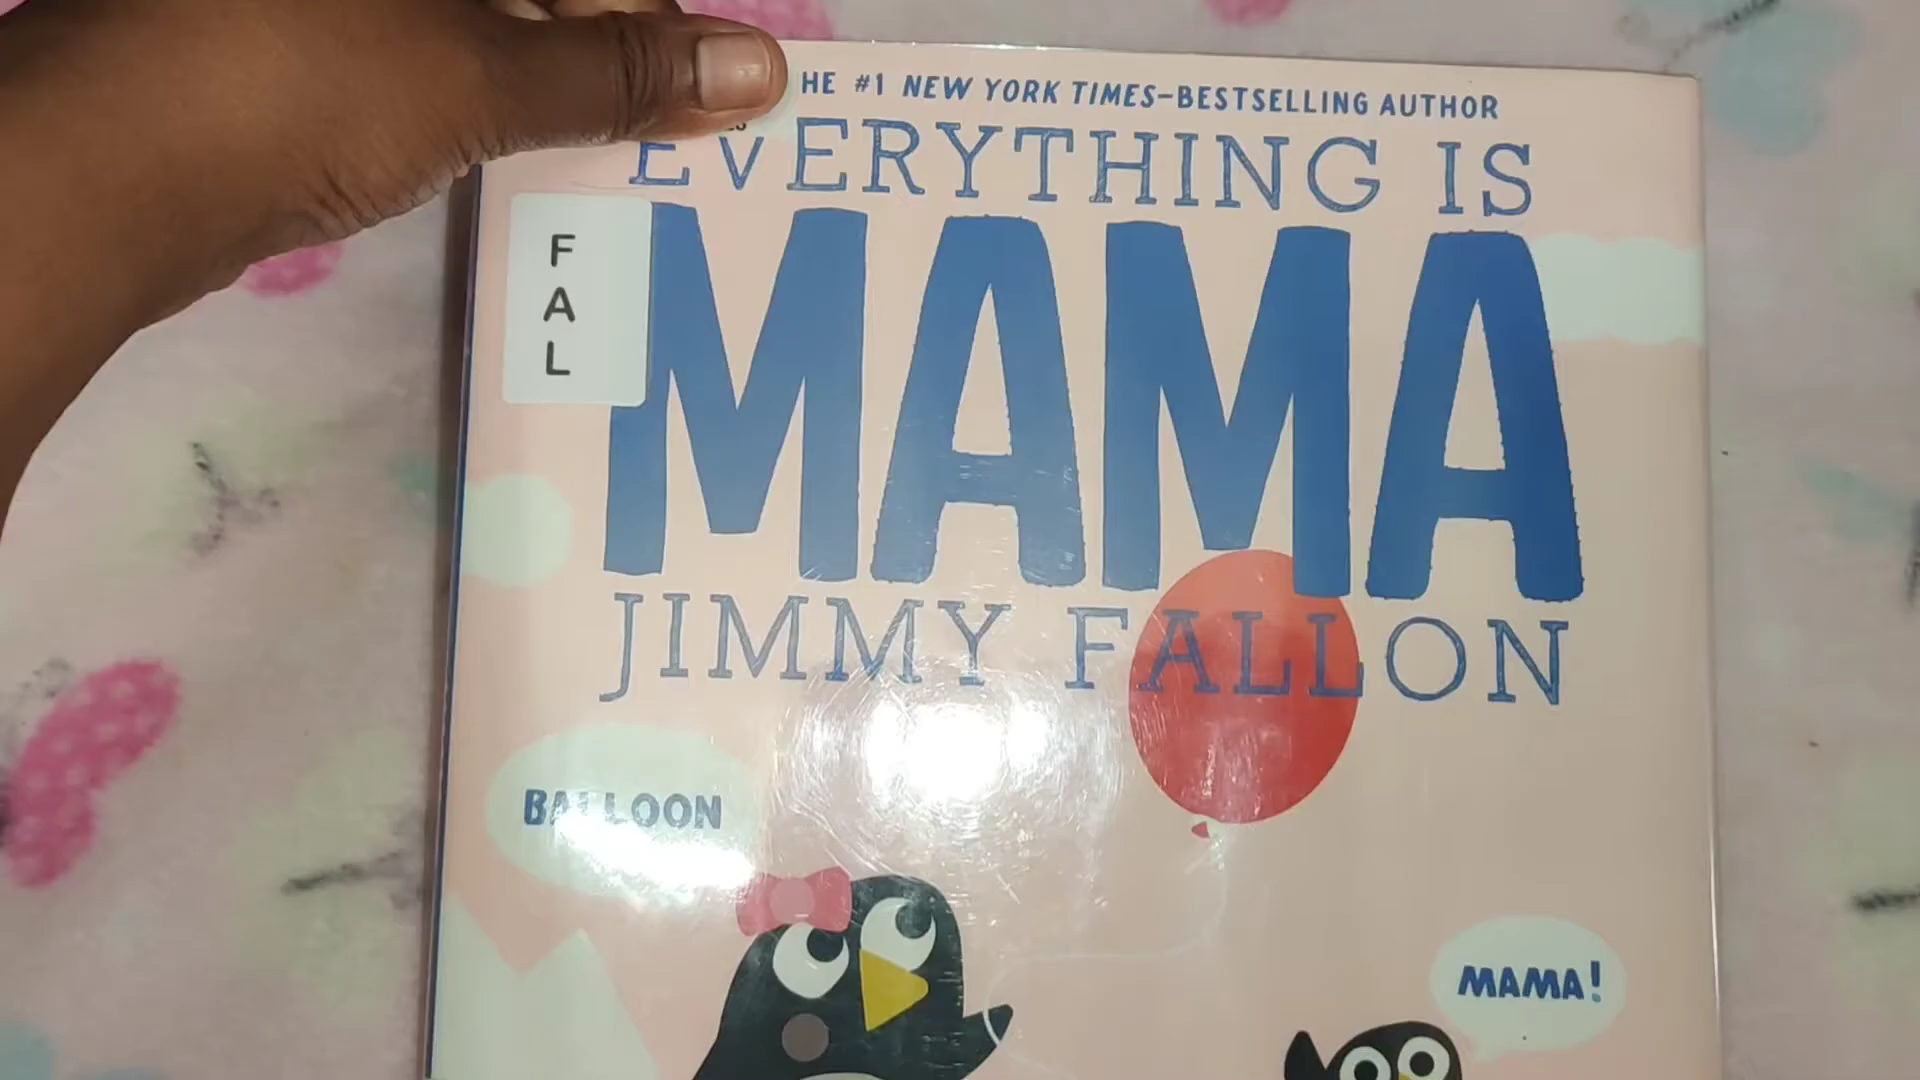 HE #1 NEW YORK TIMES-BESTSELLING AUTHOR
EVERYTHING IS
MAMA
F
A
L
JIMMY FALLON
BALLOON
MAMA!